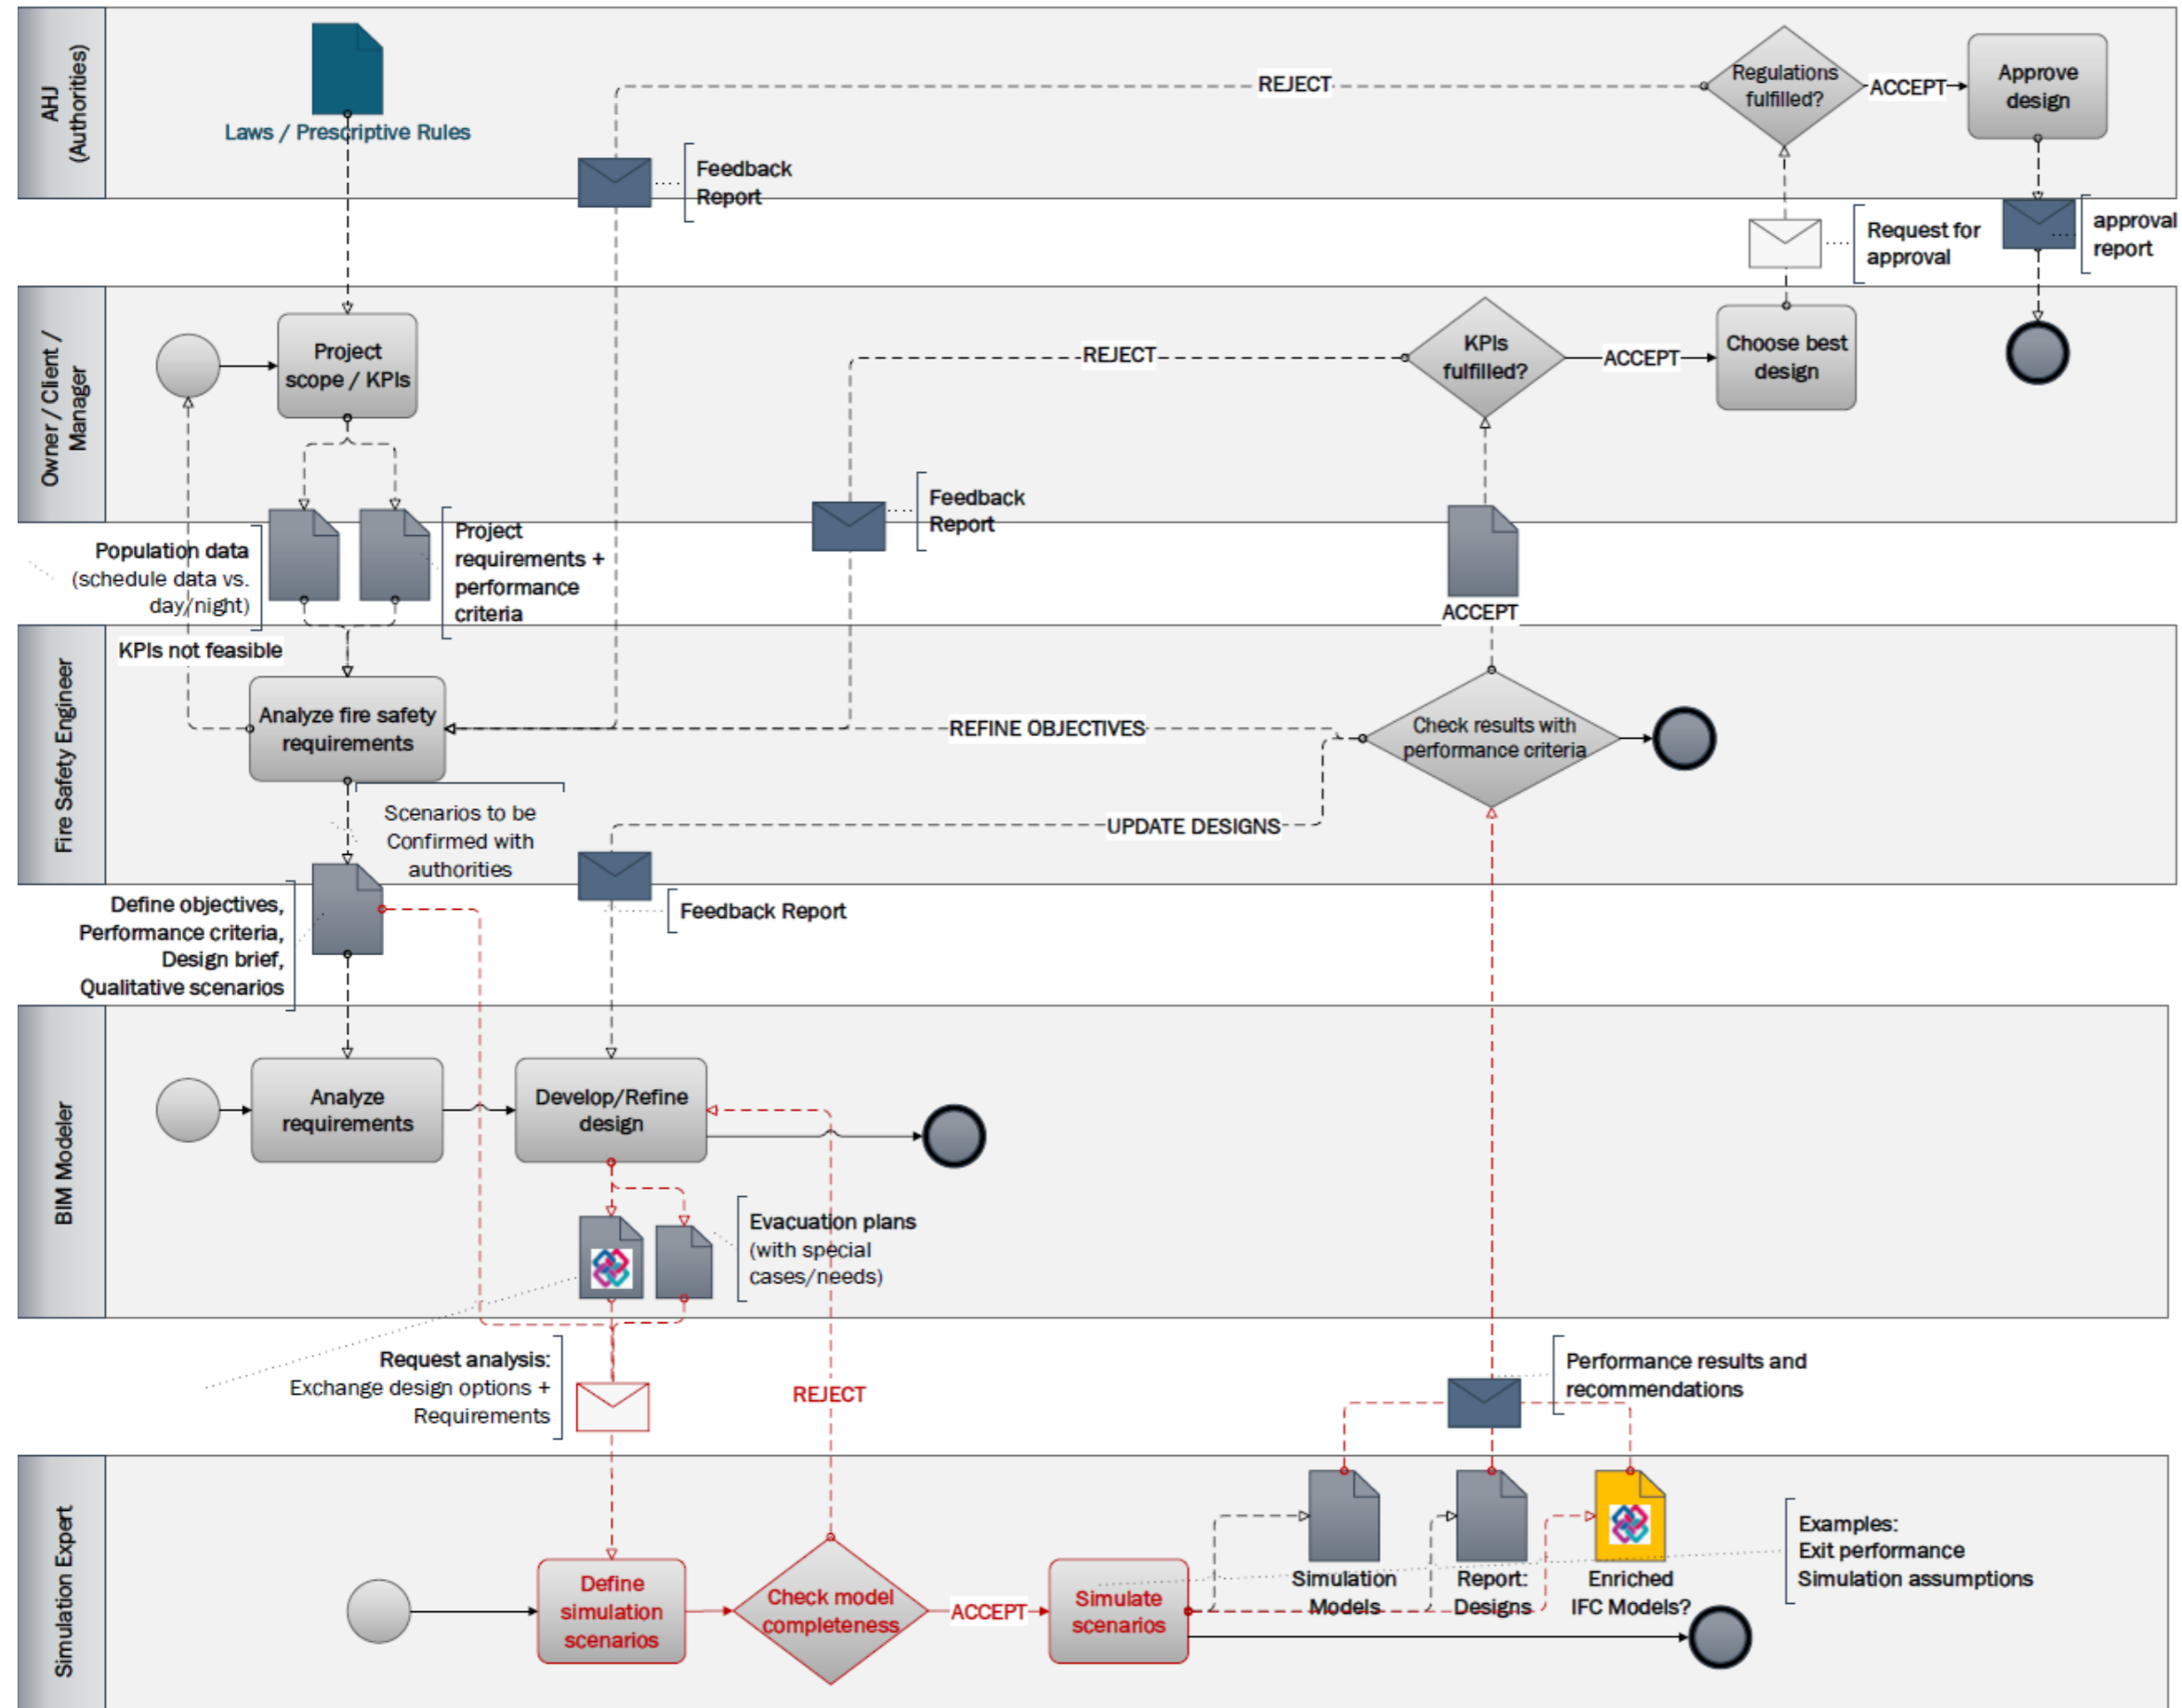 AHJ
(Authorities)
Laws / Prescriptive Rules
REJECT
Feedback
Report
Regulations
fulfilled?
ACCEPT
Approve
design
Request for
approval
approval
report
Owner / Client /
Manager
Project
scope / KPIs
REJECT
KPIs
fulfilled?
ACCEPT
Choose best
design
Feedback
Report
Population data
(schedule data vs.
day/night)
Project
requirements +
performance
criteria
ACCEPT
Fire Safety Engineer
KPIs not feasible
Analyze fire safety
requirements
REFINE OBJECTIVES
Check results with
performance criteria
Scenarios to be
Confirmed with
authorities
UPDATE DESIGNS
Define objectives,
Performance criteria,
Design brief,
Qualitative scenarios
Feedback Report
BIM Modeler
Analyze
requirements
Develop/Refine
design
Evacuation plans
(with special
cases/needs)
Request analysis:
Exchange design options +
Requirements
REJECT
Performance results and
recommendations
Simulation Expert
Define
simulation
scenarios
Check model
completeness
ACCEPT
Simulate
scenarios
Simulation
Models
Report:
Designs
Enriched
IFC Models?
Examples:
Exit performance
Simulation assumptions